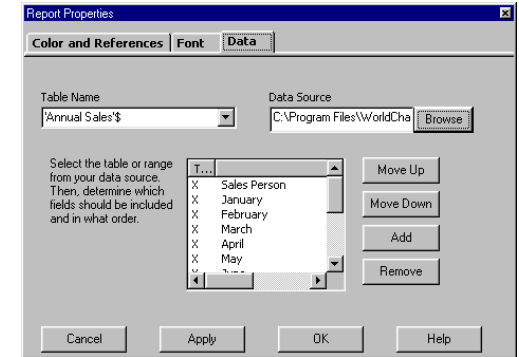 Report Properties
Color and References Font Data
Table Name Data Source
'Annual Sales'$ C:\Program Files\WorldCha Browse
Select the table or range
from your data source.
Then, determine which
fields should be included
and in what order.
T...
X Sales Person
X January
X February
X March
X April
X May
Move Up
Move Down
Add
Remove
Cancel Apply OK Help